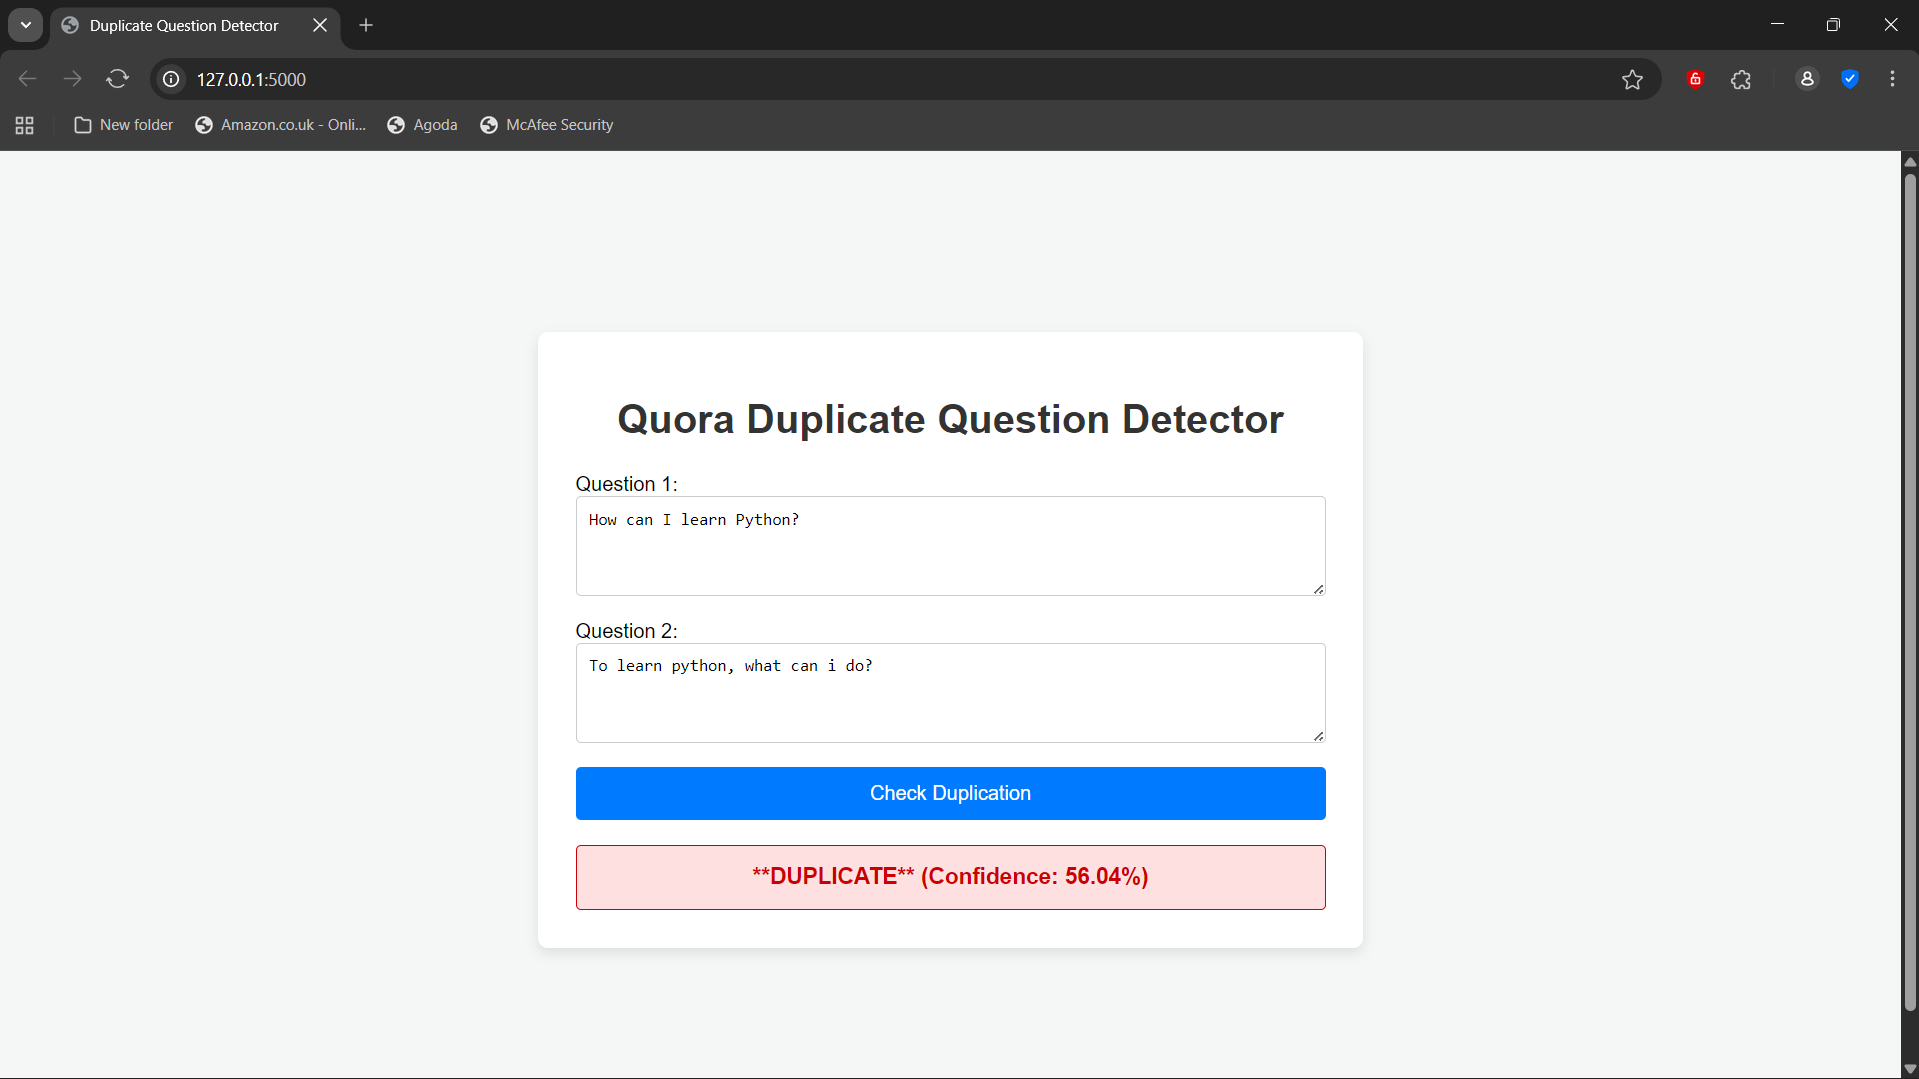 Duplicate Question Detector
127.0.0.1:5000
New folder
Amazon.co.uk - Onli...
Agoda
McAfee Security
Quora Duplicate Question Detector
Question 1:
How can I learn Python?
Question 2:
To learn python, what can i do?
Check Duplication
**DUPLICATE** (Confidence: 56.04%)